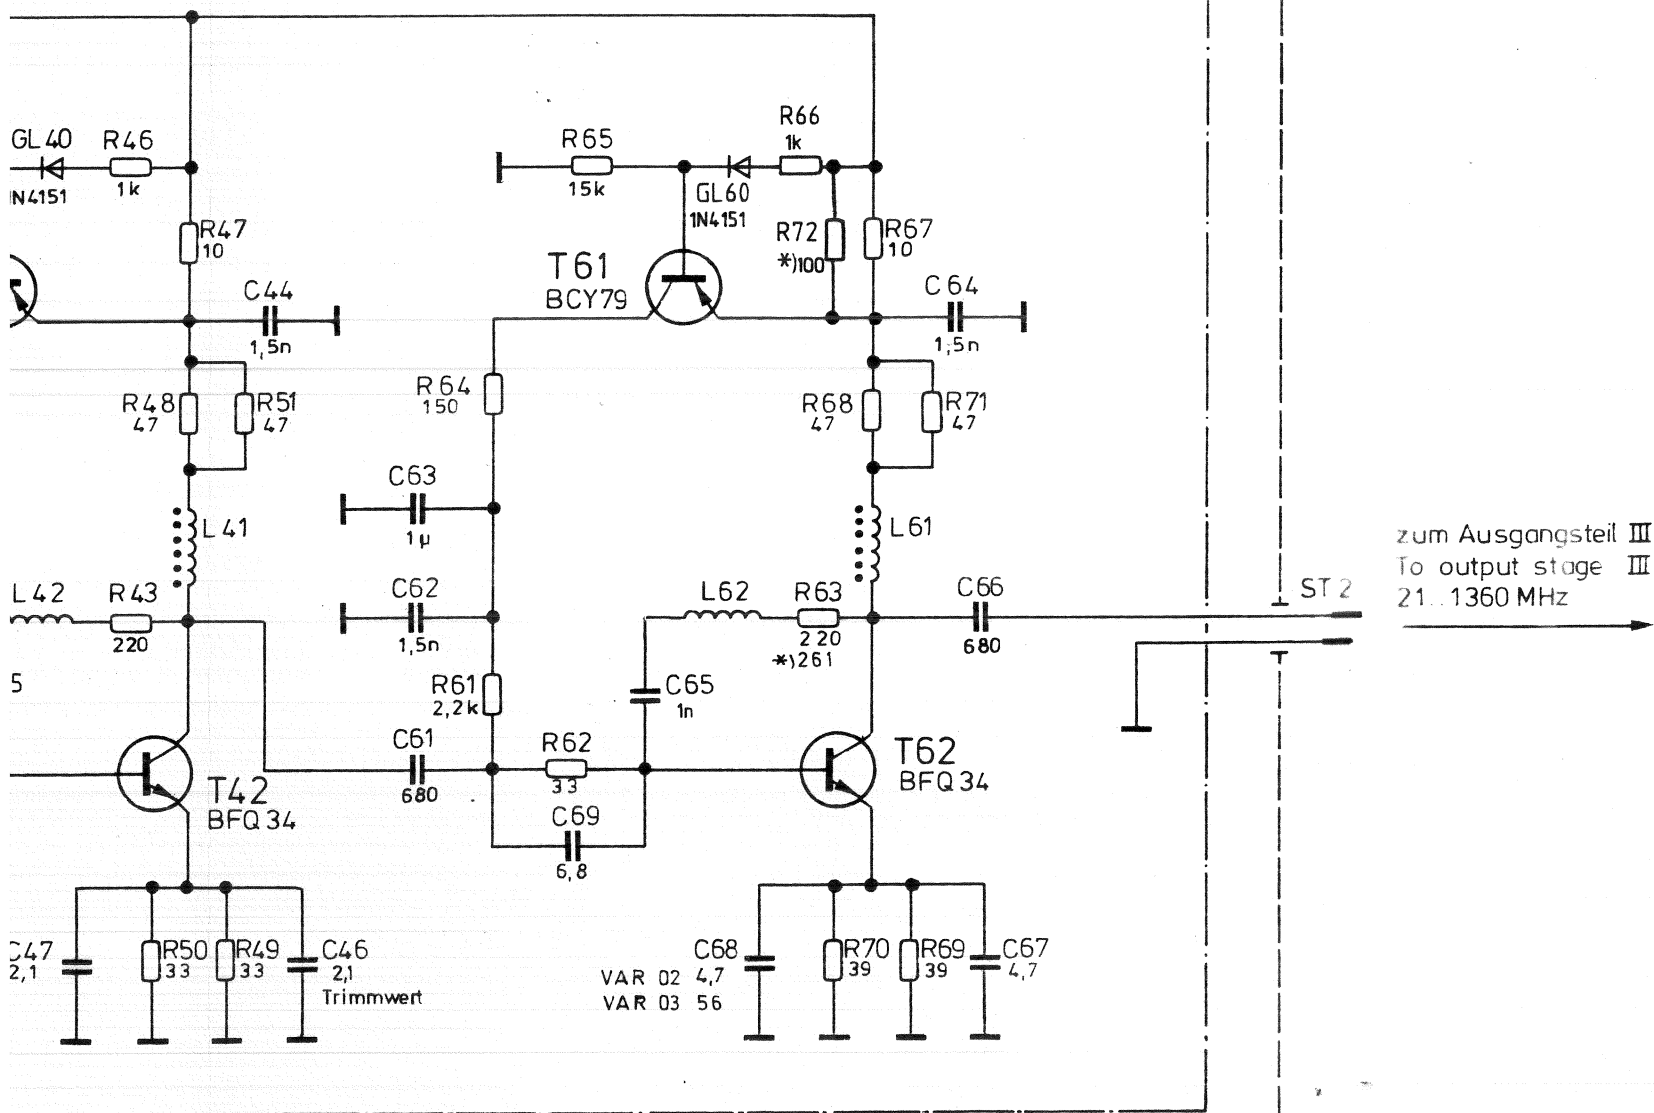 GL40
R46
1N4151
1k
R47
10
C44
1,5n
R48
47
R51
47
L41
L42
R43
220
5
T42
BFQ34
C47
2,1
R50
33
R49
33
C46
2,1
Trimmwert
R65
15k
R66
1k
GL60
1N4151
R72
*)100
R67
10
T61
BCY79
C64
1,5n
R64
150
R68
47
R71
47
C63
1µ
L61
C62
1,5n
L62
R63
220
*)261
C66
680
ST2
zum Ausgangsteil III
To output stage III
21..1360 MHz
R61
2,2k
C65
1n
C61
680
R62
33
C69
6,8
T62
BFQ34
C68
VAR 02 4,7
VAR 03 56
R70
39
R69
39
C67
4,7